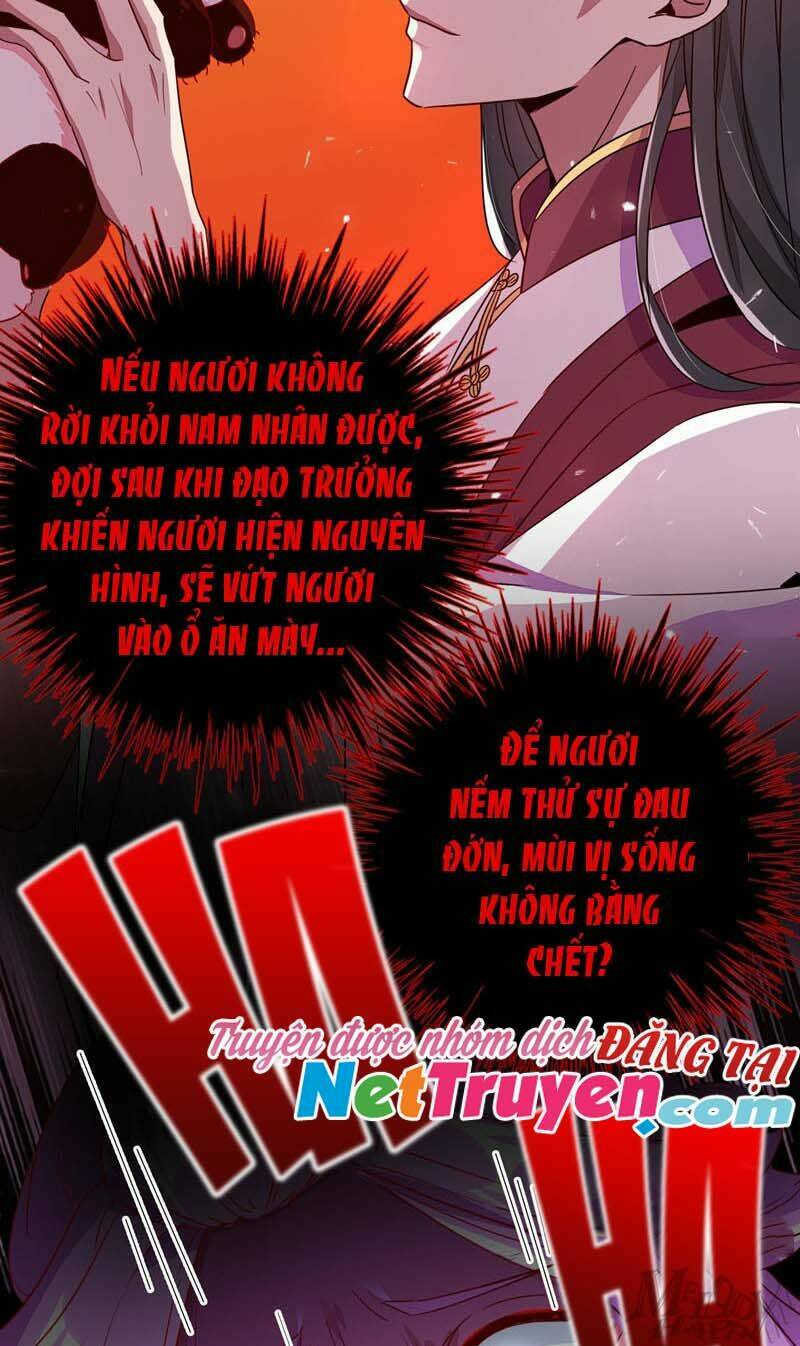 NẾU NGƯƠI KHÔNG
RỜI KHỎI NAM NHÂN ĐƯỢC,
ĐỢI SAU KHI ĐẠO TRƯỞNG
KHIẾN NGƯƠI HIỆN NGUYÊN
HÌNH, SẼ VỨT NGƯƠI
VÀO Ổ ĂN MÀY...
ĐỂ NGƯƠI
NẾM THỬ SỰ ĐAU
ĐỚN, MÙI VỊ SỐNG
KHÔNG BẰNG
CHẾT?
HA
Truyện được nhóm dịch ĐĂNG TẠI
NetTruyen.com
HA
MELODY